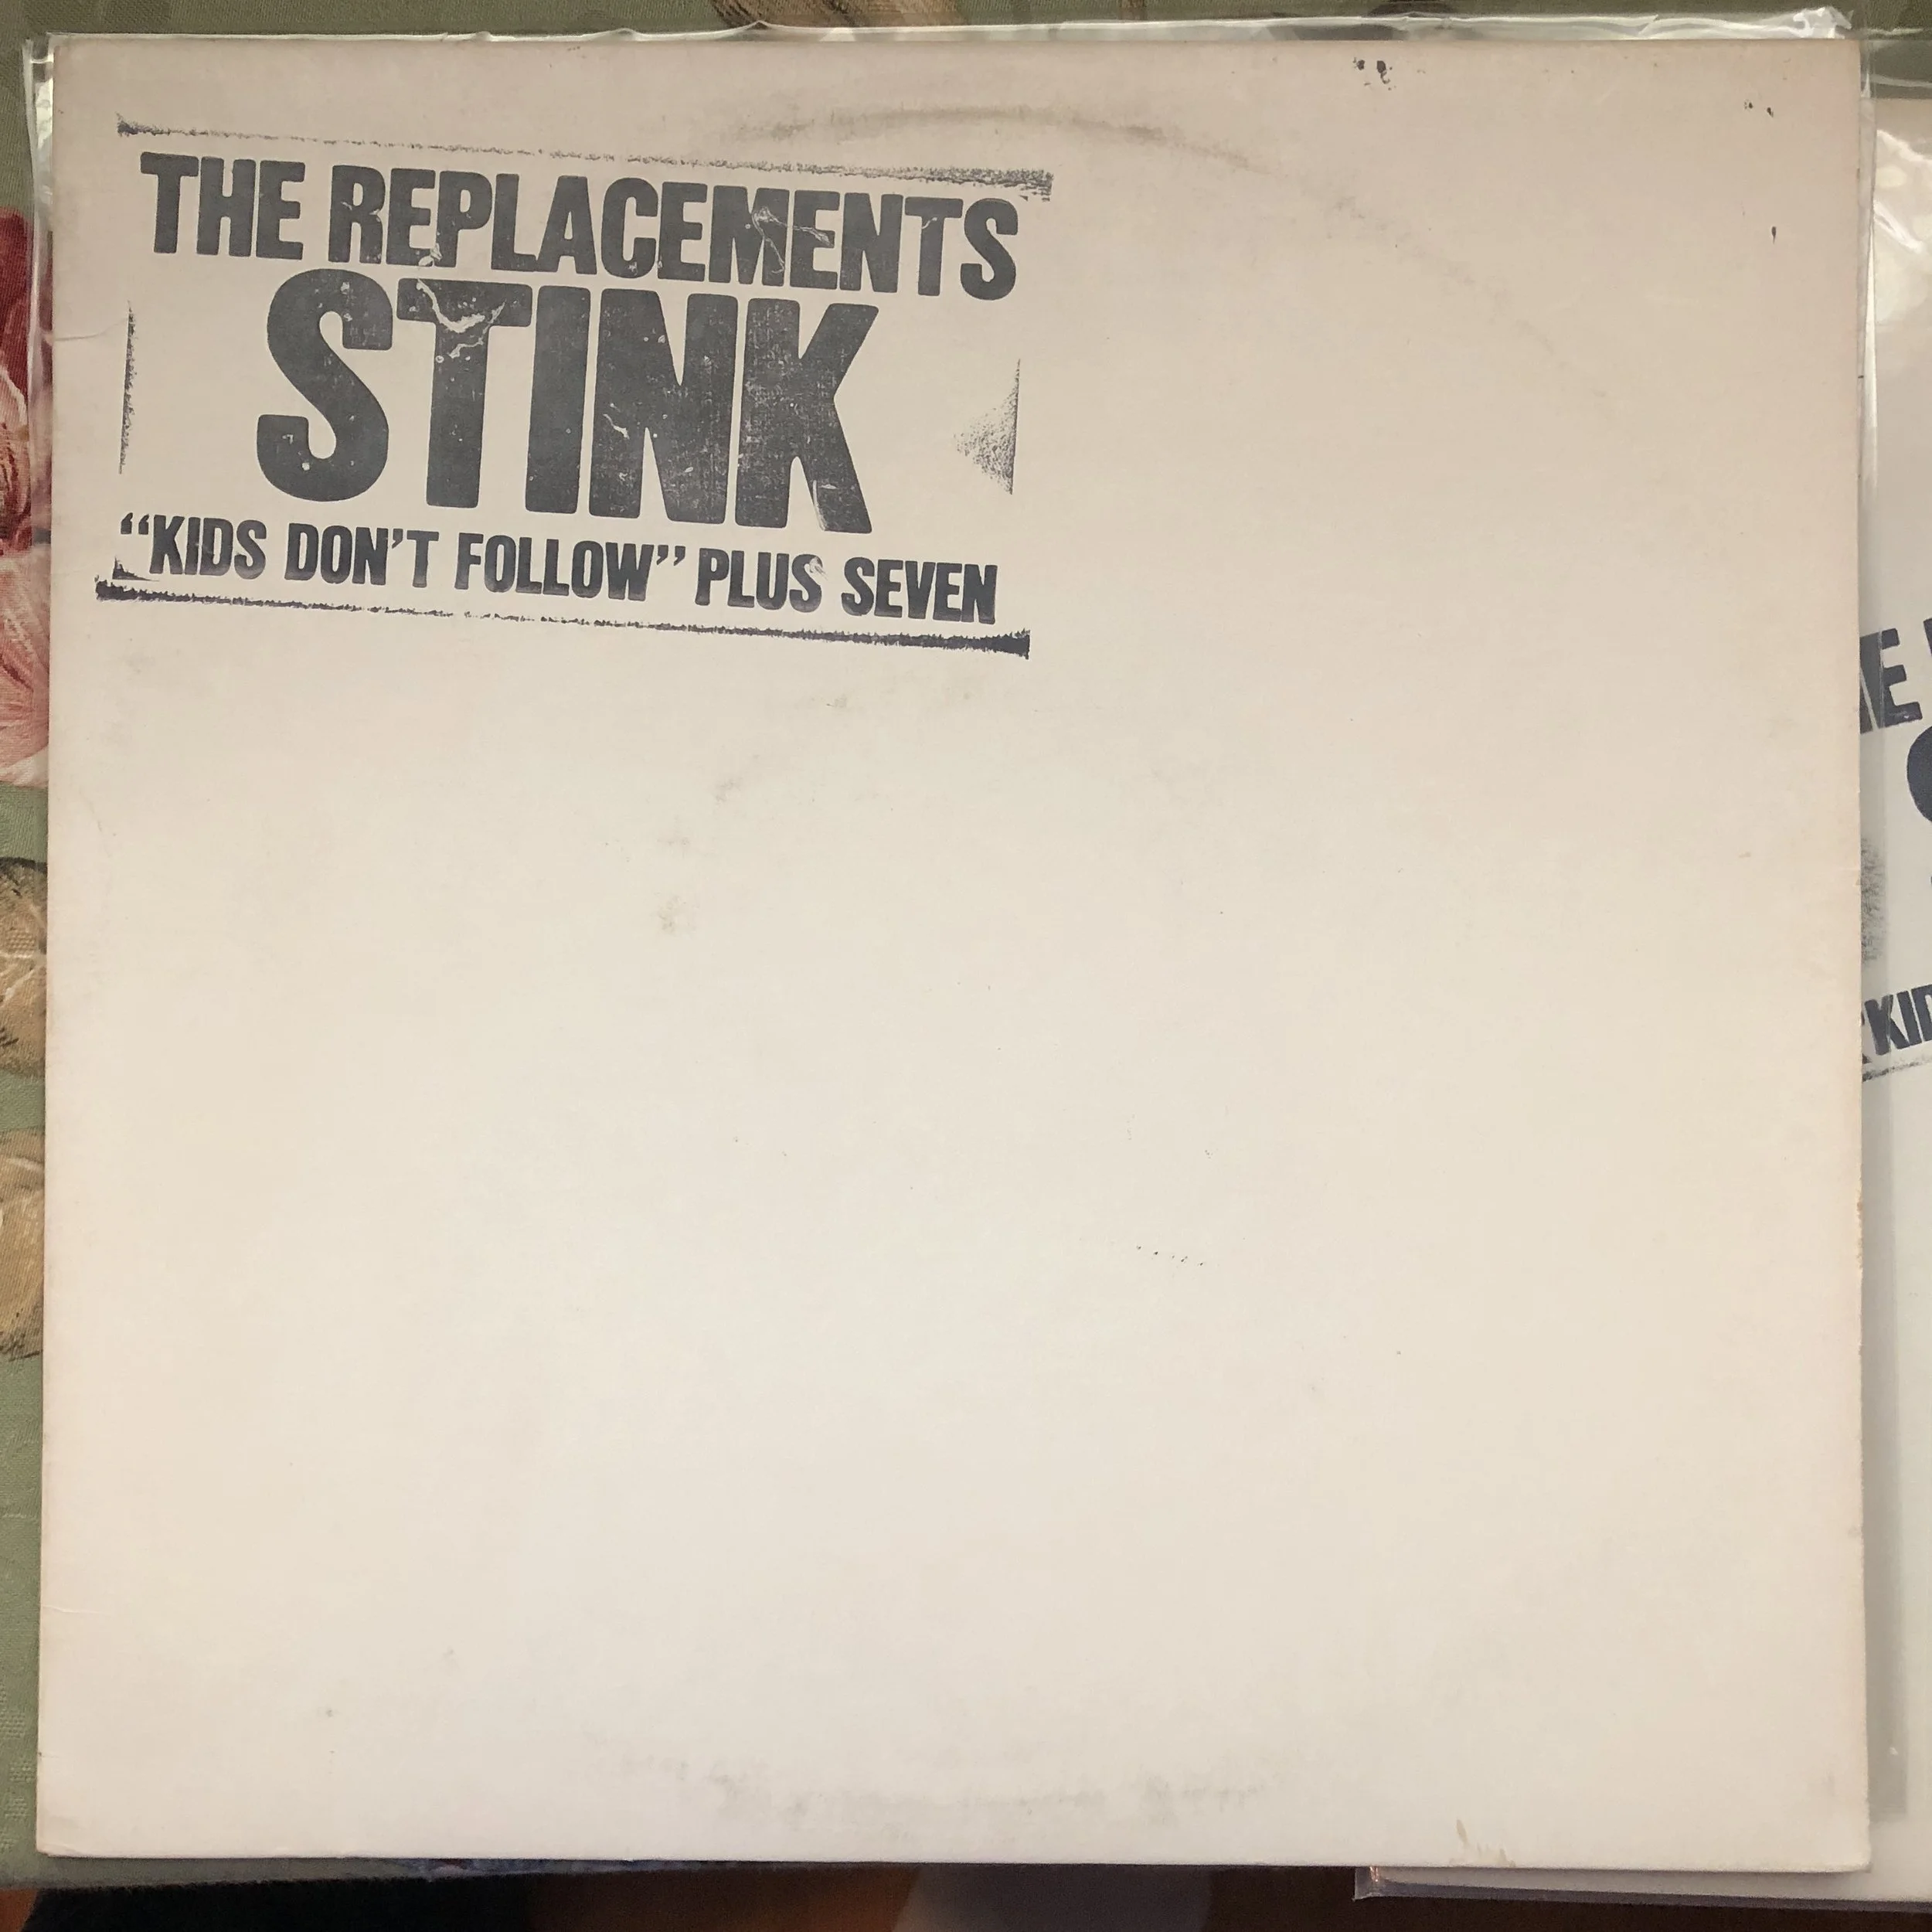 THE REPLACEMENTS
STINK
“KIDS DON'T FOLLOW” PLUS SEVEN